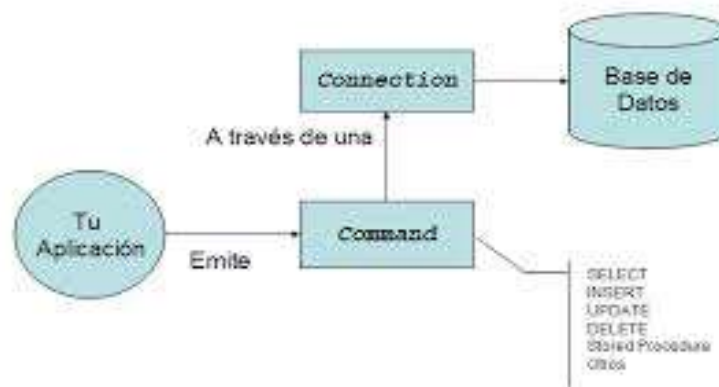 Connection
Base de
Datos
A través de una
Tu
Aplicación
Emite
Command
SELECT
INSERT
UPDATE
DELETE
Stored Procedure
Otros